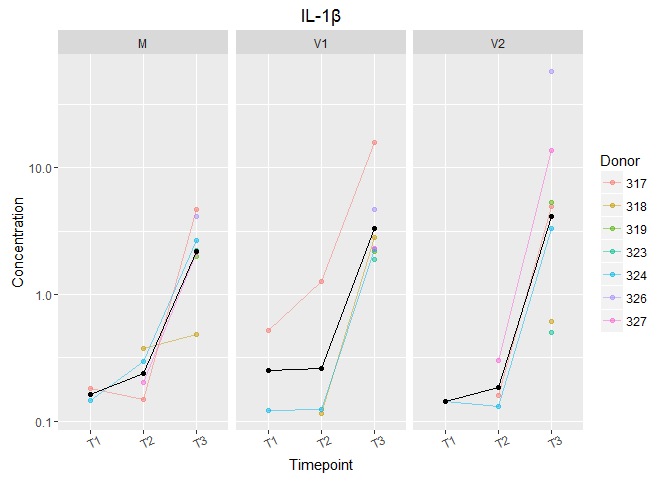 IL-1β
M V1 V2
Concentration
10.0
1.0
0.1
T1 T2 T3 T1 T2 T3 T1 T2 T3
Timepoint
Donor
317
318
319
323
324
326
327